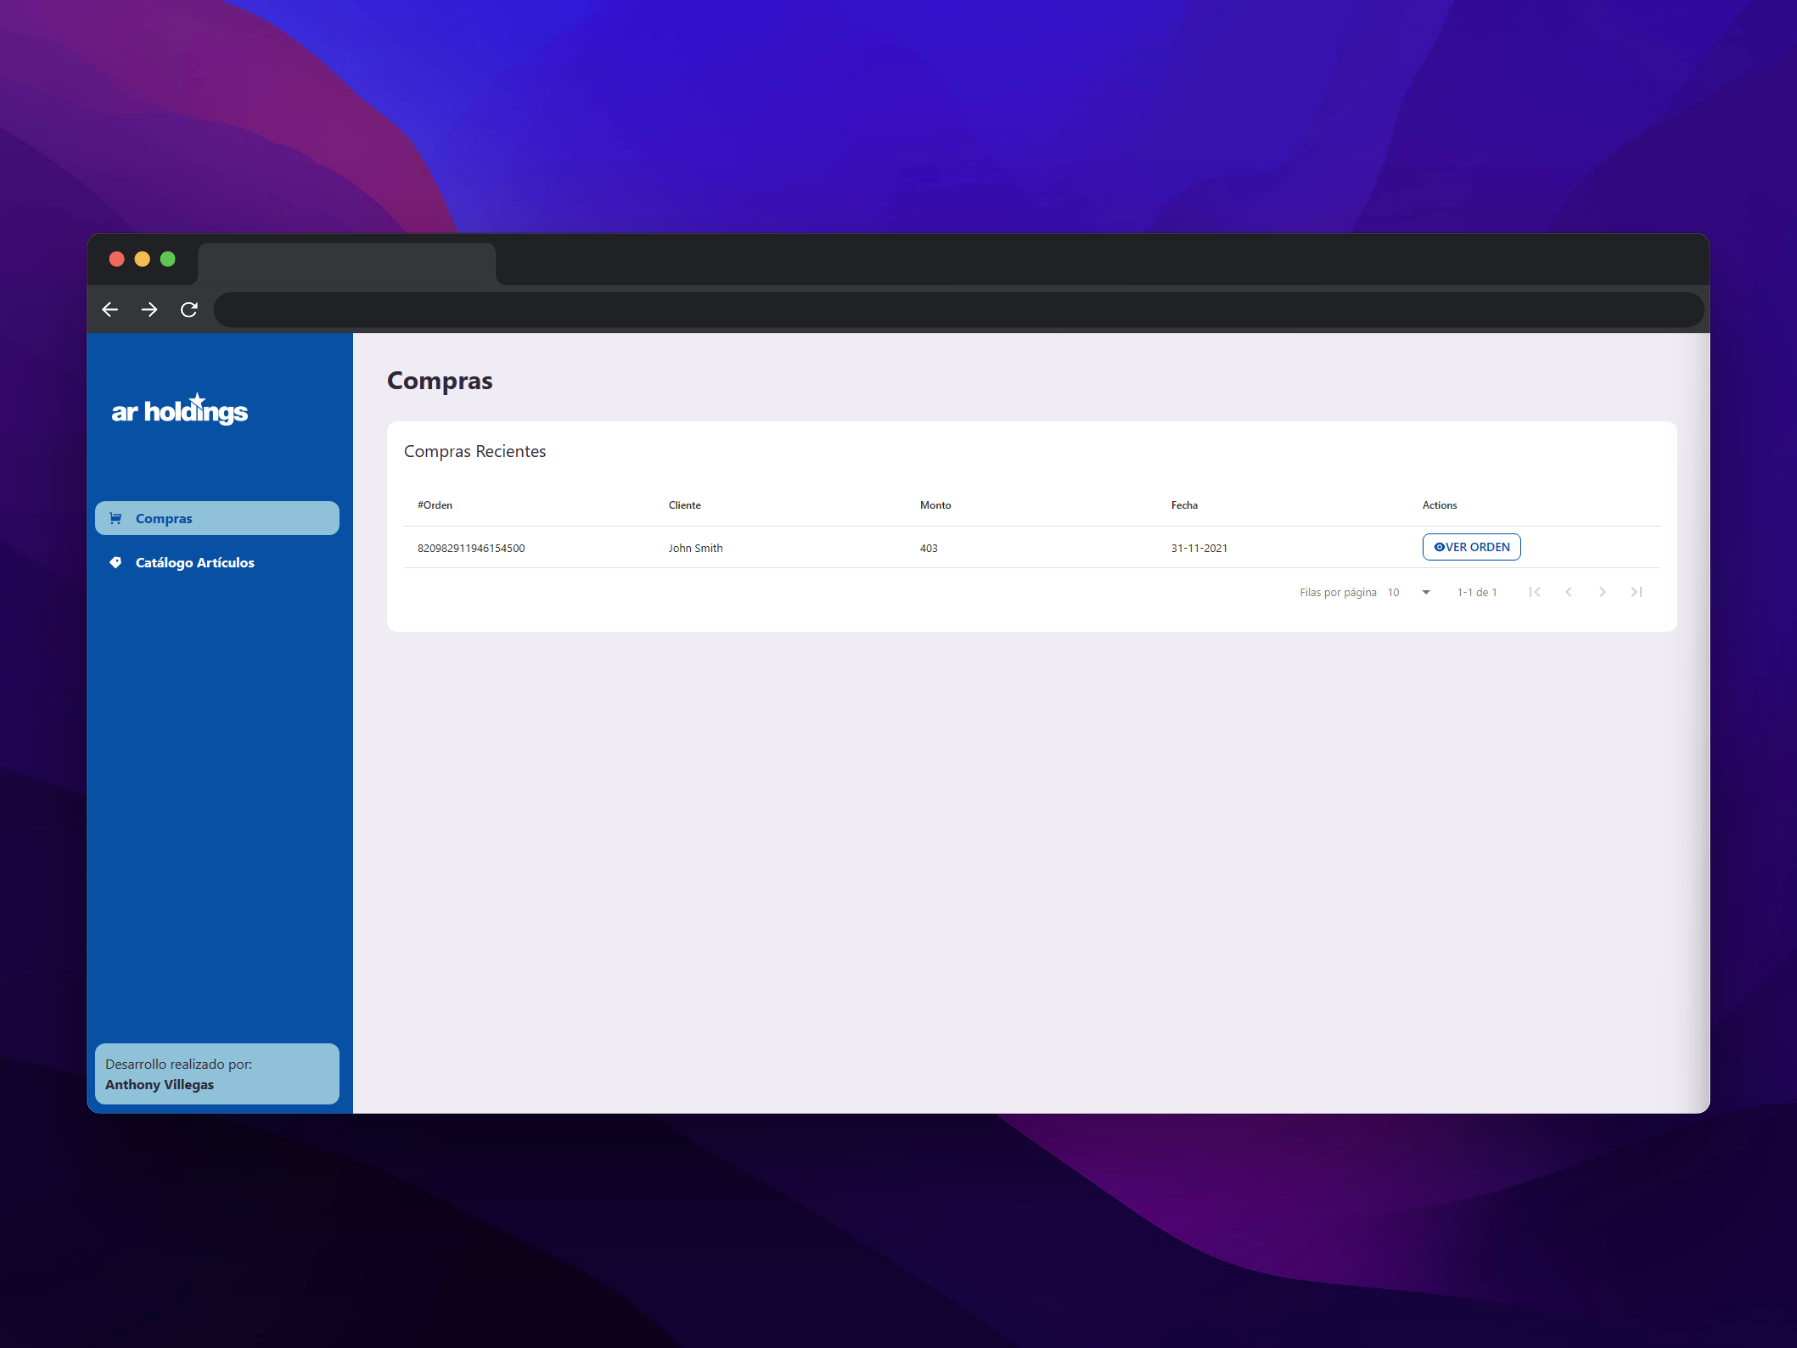 ar holdings
Compras
Catálogo Artículos
Desarrollo realizado por:
Anthony Villegas
Compras
Compras Recientes
#Orden Cliente Monto Fecha Actions
820982911946154500 John Smith 403 31-11-2021 VER ORDEN
Filas por página 10 1-1 de 1